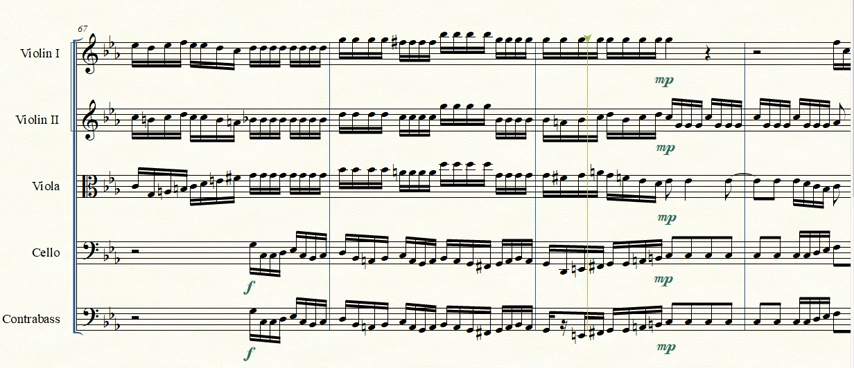 67
Violin I
mp
Violin II
mp
Viola
mp
Cello
f
mp
Contrabass
f
mp